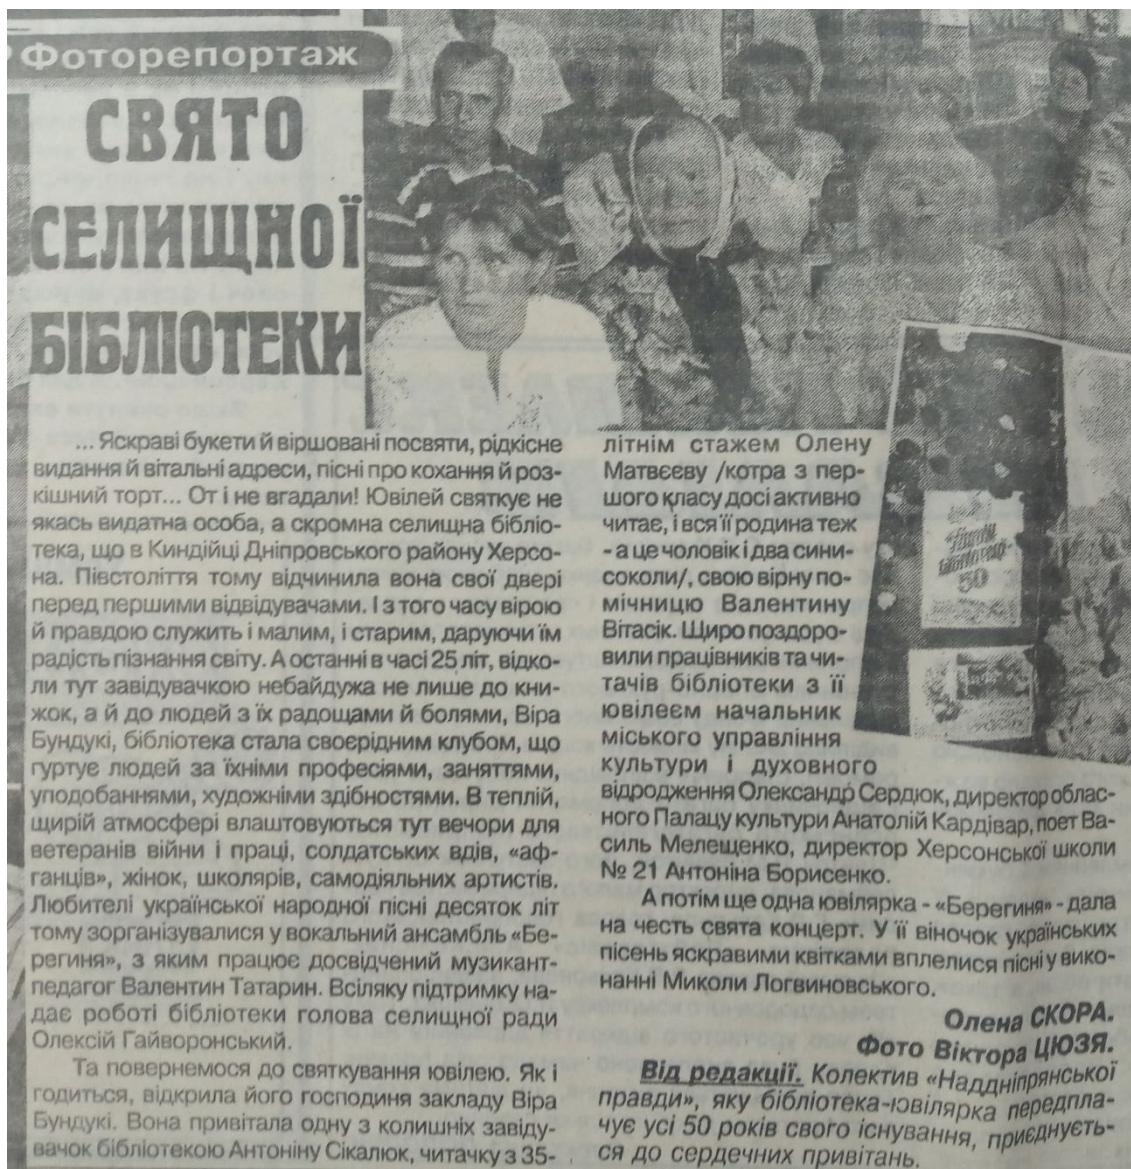 Фоторепортаж
СВЯТО
СЕЛИЩНОЇ
БІБЛІОТЕКИ
... Яскраві букети й віршовані посвяти, рідкісне
видання й вітальні адреси, пісні про кохання й роз-
кішний торт... От і не вгадали! Ювілей святкує не
якась видатна особа, а скромна селищна бібліо-
тека, що в Киндійці Дніпровського району Херсо-
на. Півстоліття тому відчинила вона свої двері
перед першими відвідувачами. І з того часу вірою
й правдою служить і малим, і старим, даруючи їм
радість пізнання світу. А останні в часі 25 літ, відко-
ли тут завідувачкою небайдужа не лише до кни-
жок, а й до людей з їх радощами й болями, Віра
Бундукі, бібліотека стала своєрідним клубом, що
гуртує людей за їхніми професіями, заняттями,
уподобаннями, художніми здібностями. В теплій,
щирій атмосфері влаштовуються тут вечори для
ветеранів війни і праці, солдатських вдів, «аф-
ганців», жінок, школярів, самодіяльних артистів.
Любителі української народної пісні десяток літ
тому зорганізувалися у вокальний ансамбль «Бе-
региня», з яким працює досвідчений музикант-
педагог Валентин Татарин. Всіляку підтримку на-
дає роботі бібліотеки голова селищної ради
Олексій Гайворонський.
Та повернемося до святкування ювілею. Як і
годиться, відкрила його господиня закладу Віра
Бундукі. Вона привітала одну з колишніх завіду-
вачок бібліотекою Антоніну Сікалюк, читачку з 35-
літнім стажем Олену
Матвєєву /котра з пер-
шого класу досі активно
читає, і вся її родина теж
- а це чоловік і два сини-
соколи/, свою вірну по-
мічницю Валентину
Вітасік. Щиро поздоро-
вили працівників та чи-
тачів бібліотеки з її
ювілеєм начальник
міського управління
культури і духовного
відродження Олександр Сердюк, директор облас-
ного Палацу культури Анатолій Кардівар, поет Ва-
силь Мелещенко, директор Херсонської школи
№ 21 Антоніна Борисенко.
А потім ще одна ювілярка - «Берегиня» - дала
на честь свята концерт. У її віночок українських
пісень яскравими квітками вплелися пісні у вико-
нанні Миколи Логвиновського.
Олена СКОРА.
Фото Віктора ЦЮЗЯ.
Від редакції. Колектив «Наддніпрянської
правди», яку бібліотека-ювілярка передпла-
чує усі 50 років свого існування, приєднуєть-
ся до сердечних привітань.
бібліотеці
50